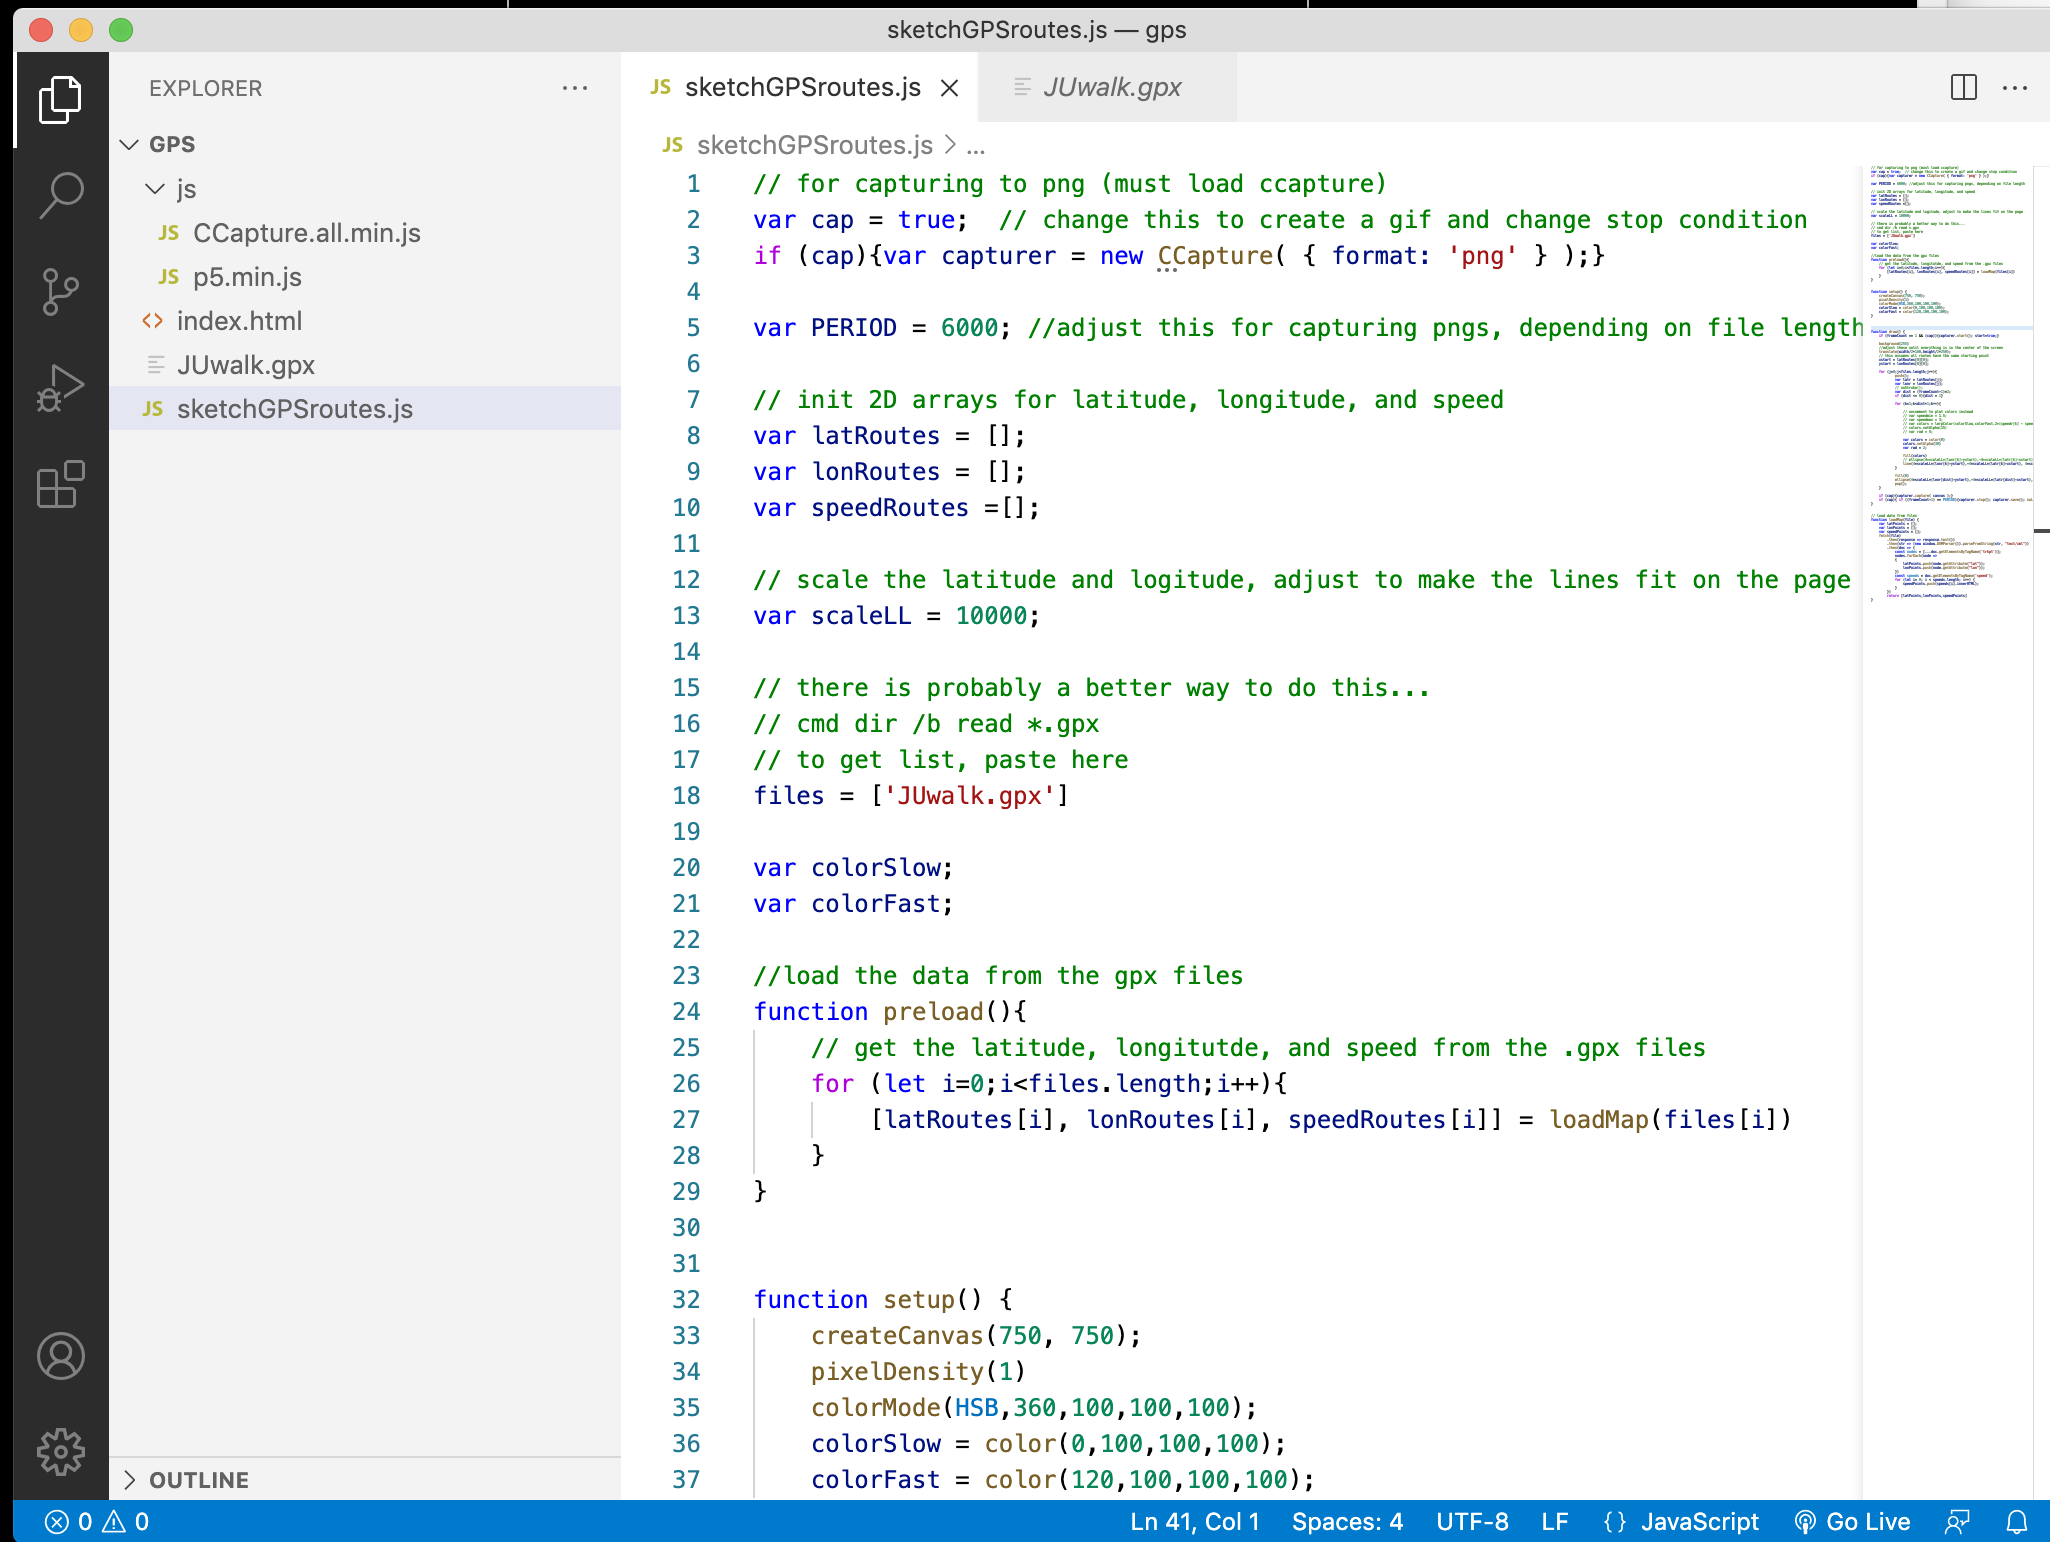 sketchGPSroutes.js — gps
EXPLORER
GPS
js
JS CCapture.all.min.js
JS p5.min.js
<> index.html
JUwalk.gpx
JS sketchGPSroutes.js
OUTLINE
JS sketchGPSroutes.js
JUwalk.gpx
JS sketchGPSroutes.js > ...
1 // for capturing to png (must load ccapture)
2 var cap = true;  // change this to create a gif and change stop condition
3 if (cap){var capturer = new CCapture( { format: 'png' } );}
4
5 var PERIOD = 6000; //adjust this for capturing pngs, depending on file length
6
7 // init 2D arrays for latitude, longitude, and speed
8 var latRoutes = [];
9 var lonRoutes = [];
10 var speedRoutes =[];
11
12 // scale the latitude and logitude, adjust to make the lines fit on the page
13 var scaleLL = 10000;
14
15 // there is probably a better way to do this...
16 // cmd dir /b read *.gpx
17 // to get list, paste here
18 files = ['JUwalk.gpx']
19
20 var colorSlow;
21 var colorFast;
22
23 //load the data from the gpx files
24 function preload(){
25     // get the latitude, longitutde, and speed from the .gpx files
26     for (let i=0;i<files.length;i++){
27         [latRoutes[i], lonRoutes[i], speedRoutes[i]] = loadMap(files[i])
28     }
29 }
30
31
32 function setup() {
33     createCanvas(750, 750);
34     pixelDensity(1)
35     colorMode(HSB,360,100,100,100);
36     colorSlow = color(0,100,100,100);
37     colorFast = color(120,100,100,100);
0 0 Ln 41, Col 1 Spaces: 4 UTF-8 LF {} JavaScript Go Live